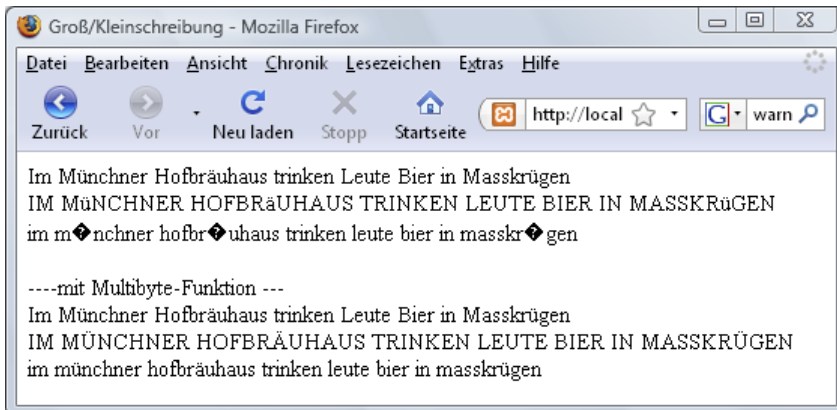 Groß/Kleinschreibung - Mozilla Firefox
Datei Bearbeiten Ansicht Chronik Lesezeichen Extras Hilfe
Zurück Vor Neu laden Stopp Startseite http://local G warn
Im Münchner Hofbräuhaus trinken Leute Bier in Masskrügen
IM MüNCHNER HOFBRäUHAUS TRINKEN LEUTE BIER IN MASSKRüGEN
im m�nchner hofbr�uhaus trinken leute bier in masskr�gen
----mit Multibyte-Funktion ---
Im Münchner Hofbräuhaus trinken Leute Bier in Masskrügen
IM MÜNCHNER HOFBRÄUHAUS TRINKEN LEUTE BIER IN MASSKRÜGEN
im münchner hofbräuhaus trinken leute bier in masskrügen